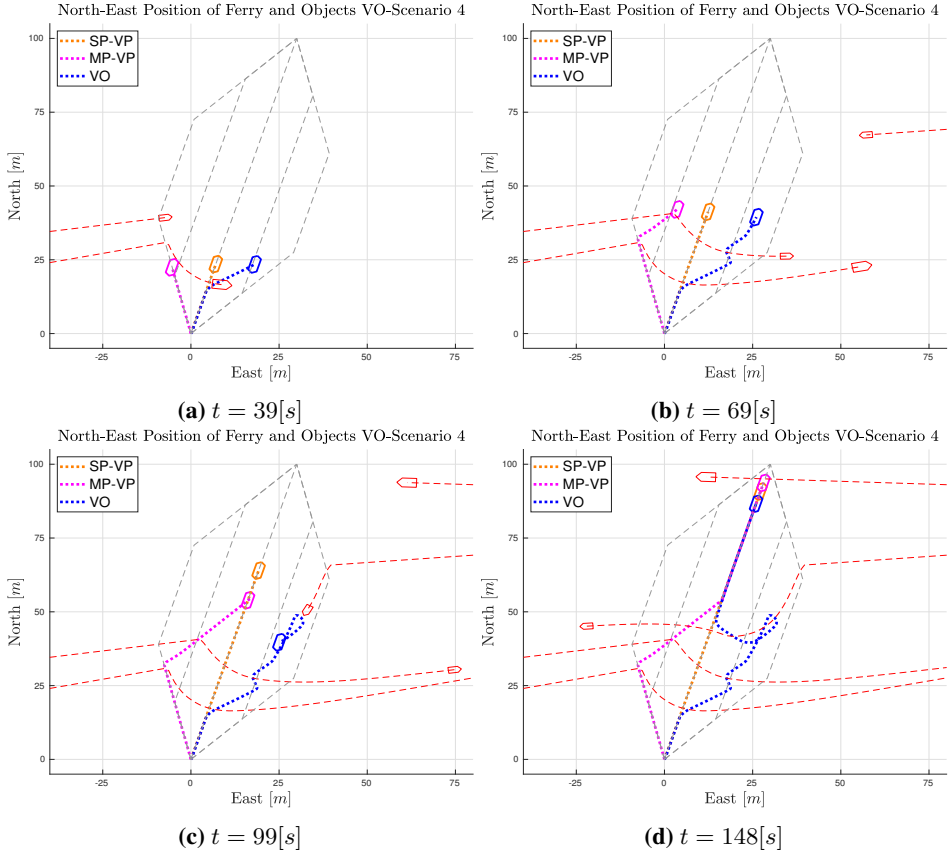 North-East Position of Ferry and Objects VO-Scenario 4
SP-VP
MP-VP
VO
100
75
50
25
0
North [m]
-25
0
25
50
75
East [m]
(a) t = 39[s]
North-East Position of Ferry and Objects VO-Scenario 4
SP-VP
MP-VP
VO
100
75
50
25
0
North [m]
-25
0
25
50
75
East [m]
(b) t = 69[s]
North-East Position of Ferry and Objects VO-Scenario 4
SP-VP
MP-VP
VO
100
75
50
25
0
North [m]
-25
0
25
50
75
East [m]
(c) t = 99[s]
North-East Position of Ferry and Objects VO-Scenario 4
SP-VP
MP-VP
VO
100
75
50
25
0
North [m]
-25
0
25
50
75
East [m]
(d) t = 148[s]